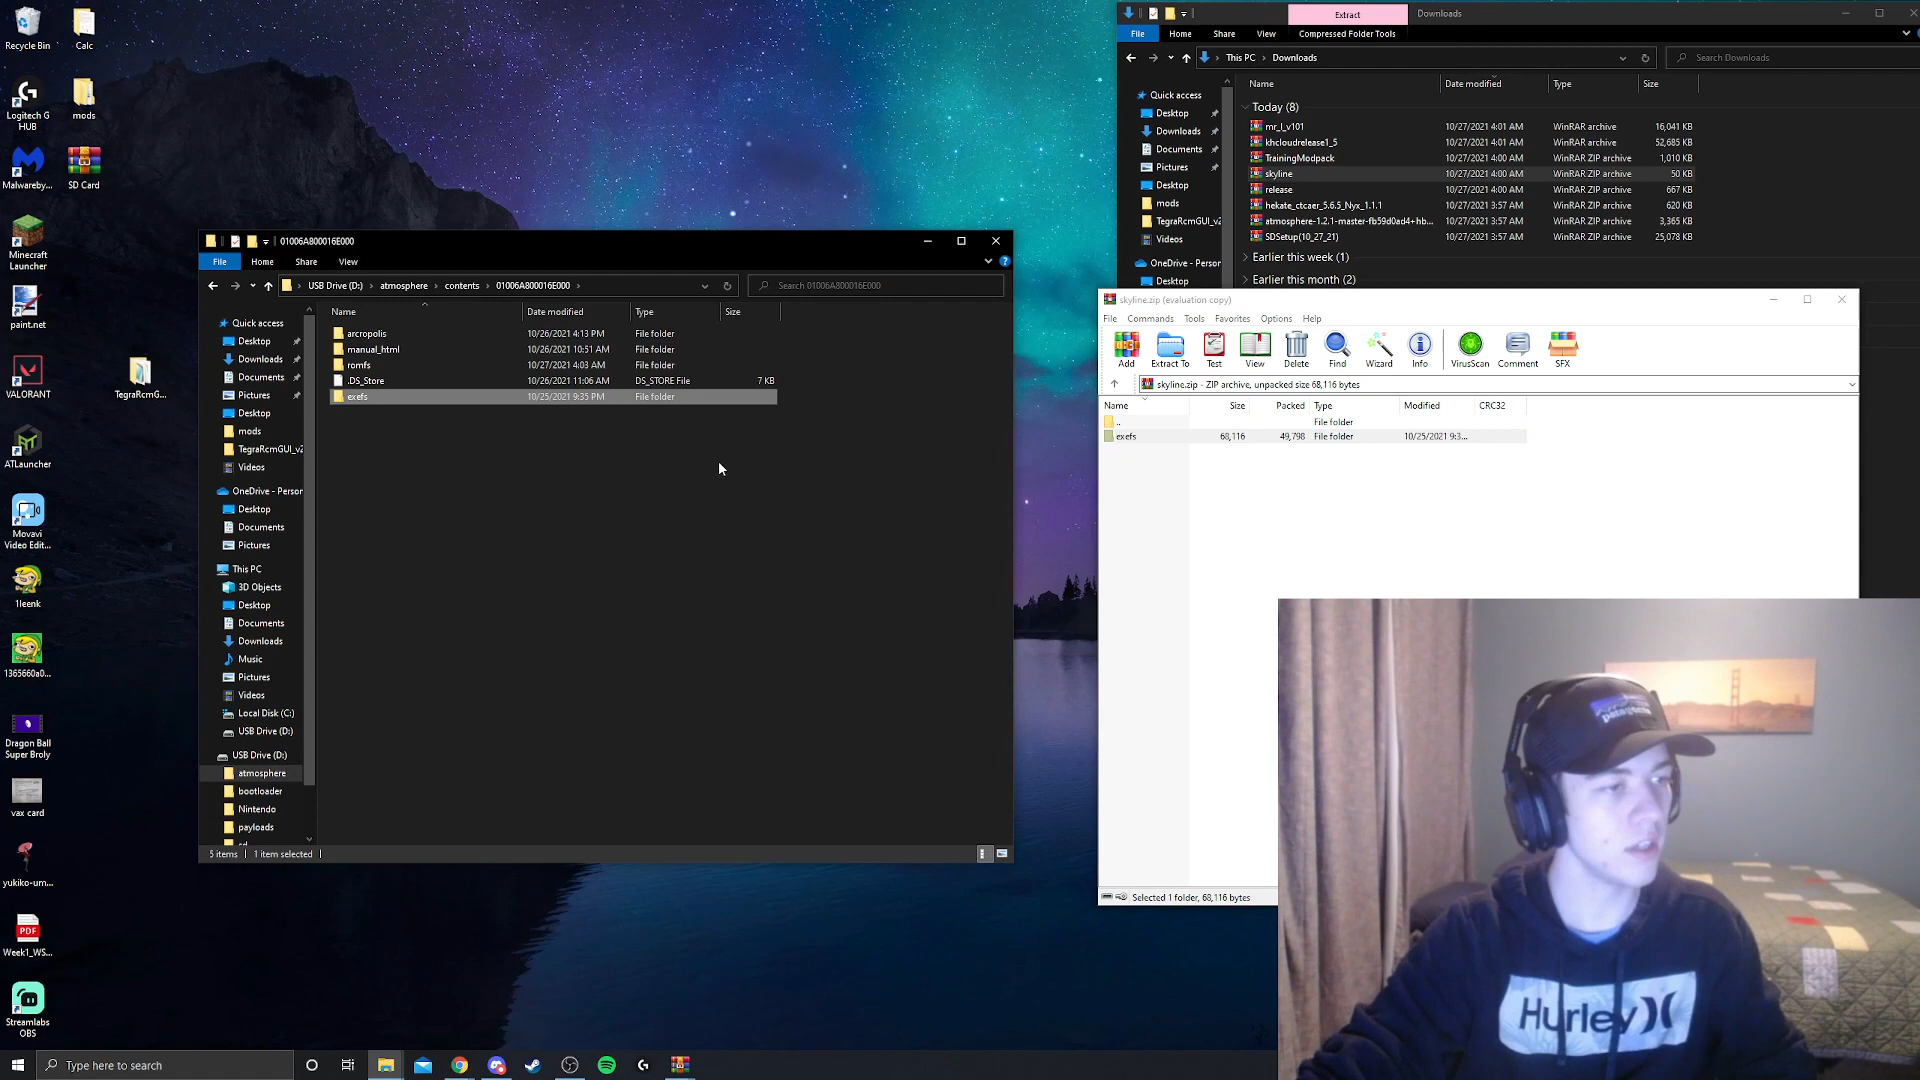 Recycle Bin
Calc
Logitech G
HUB
mods
Malwareby...
SD Card
Minecraft
Launcher
paint.net
VALORANT
TegraRcmG...
ATLauncher
Movavi
Video Edit...
1leenk
1365660a0...
Dragon Ball
Super Broly
vax card
yukiko-um...
PDF
Week1_WS...
Streamlabs
OBS
01006A800016E000
File Home Share View
USB Drive (D:) atmosphere contents 01006A800016E000
Search 01006A800016E000
Name Date modified Type Size
arcropolis 10/26/2021 4:13 PM File folder
manual_html 10/26/2021 10:51 AM File folder
romfs 10/27/2021 4:03 AM File folder
.DS_Store 10/26/2021 11:06 AM DS_STORE File 7 KB
exefs 10/25/2021 9:35 PM File folder
Quick access
Desktop
Downloads
Documents
Pictures
Desktop
mods
TegraRcmGUI_v2
Videos
OneDrive - Person
Desktop
Documents
Pictures
This PC
3D Objects
Desktop
Documents
Downloads
Music
Pictures
Videos
Local Disk (C:)
USB Drive (D:)
USB Drive (D:)
atmosphere
bootloader
Nintendo
payloads
5 items 1 item selected
Extract Downloads
File Home Share View Compressed Folder Tools
This PC Downloads
Search Downloads
Name Date modified Type Size
Quick access
Desktop
Downloads
Documents
Pictures
Desktop
mods
TegraRcmGUI_v2
Videos
OneDrive - Person
Desktop
Today (8)
mr_l_v101 10/27/2021 4:01 AM WinRAR archive 16,041 KB
khcloudrelease1_5 10/27/2021 4:01 AM WinRAR archive 52,685 KB
TrainingModpack 10/27/2021 4:00 AM WinRAR ZIP archive 1,010 KB
skyline 10/27/2021 4:00 AM WinRAR ZIP archive 50 KB
release 10/27/2021 4:00 AM WinRAR ZIP archive 667 KB
hekate_ctcaer_5.6.5_Nyx_1.1.1 10/27/2021 3:57 AM WinRAR ZIP archive 620 KB
atmosphere-1.2.1-master-fb59d0ad4+hb... 10/27/2021 3:57 AM WinRAR ZIP archive 3,365 KB
SDSetup(10_27_21) 10/27/2021 3:57 AM WinRAR ZIP archive 25,078 KB
Earlier this week (1)
Earlier this month (2)
skyline.zip (evaluation copy)
File Commands Tools Favorites Options Help
Add Extract To Test View Delete Find Wizard Info VirusScan Comment SFX
skyline.zip - ZIP archive, unpacked size 68,116 bytes
Name Size Packed Type Modified CRC32
.. File folder
exefs 68,116 49,798 File folder 10/25/2021 9:3...
Selected 1 folder, 68,116 bytes
patagonia
Hurley
Type here to search